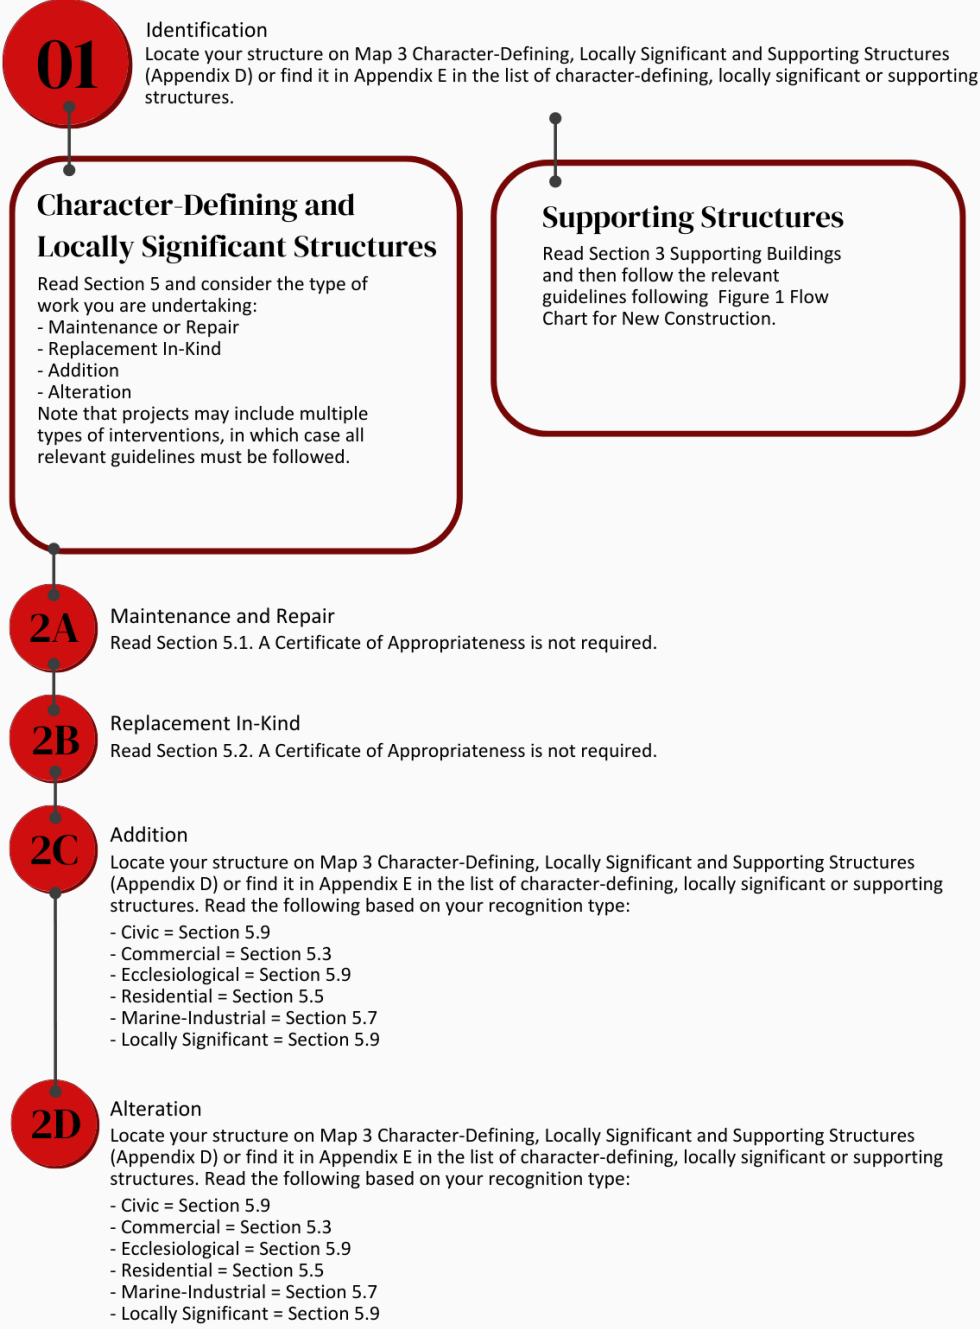 01
Identification
Locate your structure on Map 3 Character-Defining, Locally Significant and Supporting Structures
(Appendix D) or find it in Appendix E in the list of character-defining, locally significant or supporting
structures.
Character-Defining and
Locally Significant Structures
Read Section 5 and consider the type of
work you are undertaking:
- Maintenance or Repair
- Replacement In-Kind
- Addition
- Alteration
Note that projects may include multiple
types of interventions, in which case all
relevant guidelines must be followed.
Supporting Structures
Read Section 3 Supporting Buildings
and then follow the relevant
guidelines following  Figure 1 Flow
Chart for New Construction.
2A
Maintenance and Repair
Read Section 5.1. A Certificate of Appropriateness is not required.
2B
Replacement In-Kind
Read Section 5.2. A Certificate of Appropriateness is not required.
2C
Addition
Locate your structure on Map 3 Character-Defining, Locally Significant and Supporting Structures
(Appendix D) or find it in Appendix E in the list of character-defining, locally significant or supporting
structures. Read the following based on your recognition type:
- Civic = Section 5.9
- Commercial = Section 5.3
- Ecclesiological = Section 5.9
- Residential = Section 5.5
- Marine-Industrial = Section 5.7
- Locally Significant = Section 5.9
2D
Alteration
Locate your structure on Map 3 Character-Defining, Locally Significant and Supporting Structures
(Appendix D) or find it in Appendix E in the list of character-defining, locally significant or supporting
structures. Read the following based on your recognition type:
- Civic = Section 5.9
- Commercial = Section 5.3
- Ecclesiological = Section 5.9
- Residential = Section 5.5
- Marine-Industrial = Section 5.7
- Locally Significant = Section 5.9